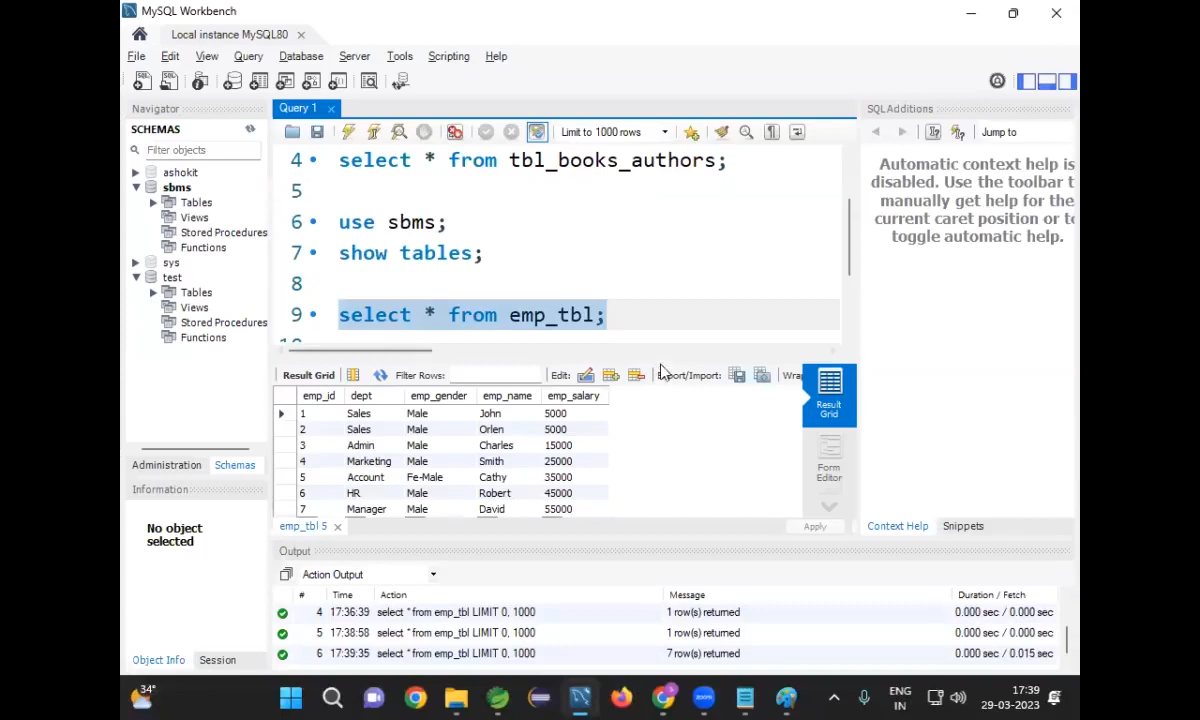 MySQL Workbench
Local instance MySQL80
File Edit View Query Database Server Tools Scripting Help
Navigator
SCHEMAS
Filter objects
ashokit
sbms
Tables
Views
Stored Procedures
Functions
sys
test
Tables
Views
Stored Procedures
Functions
Administration Schemas
Information
No object
selected
Object Info Session
Query 1
Limit to 1000 rows
4 select * from tbl_books_authors;
5
6 use sbms;
7 show tables;
8
9 select * from emp_tbl;
Result Grid Filter Rows: Edit: Export/Import:
emp_id dept emp_gender emp_name emp_salary
1 Sales Male John 5000
2 Sales Male Orlen 5000
3 Admin Male Charles 15000
4 Marketing Male Smith 25000
5 Account Fe-Male Cathy 35000
6 HR Male Robert 45000
7 Manager Male David 55000
Result
Grid
Form
Editor
emp_tbl 5 Apply
SQLAdditions
Jump to
Automatic context help is
disabled. Use the toolbar t
manually get help for the
current caret position or to
toggle automatic help.
Context Help Snippets
Output
Action Output
# Time Action Message Duration / Fetch
4 17:36:39 select * from emp_tbl LIMIT 0, 1000 1 row(s) returned 0.000 sec / 0.000 sec
5 17:38:58 select * from emp_tbl LIMIT 0, 1000 1 row(s) returned 0.000 sec / 0.000 sec
6 17:39:35 select * from emp_tbl LIMIT 0, 1000 7 row(s) returned 0.000 sec / 0.015 sec
34°
zoom
ENG
IN
17:39
29-03-2023